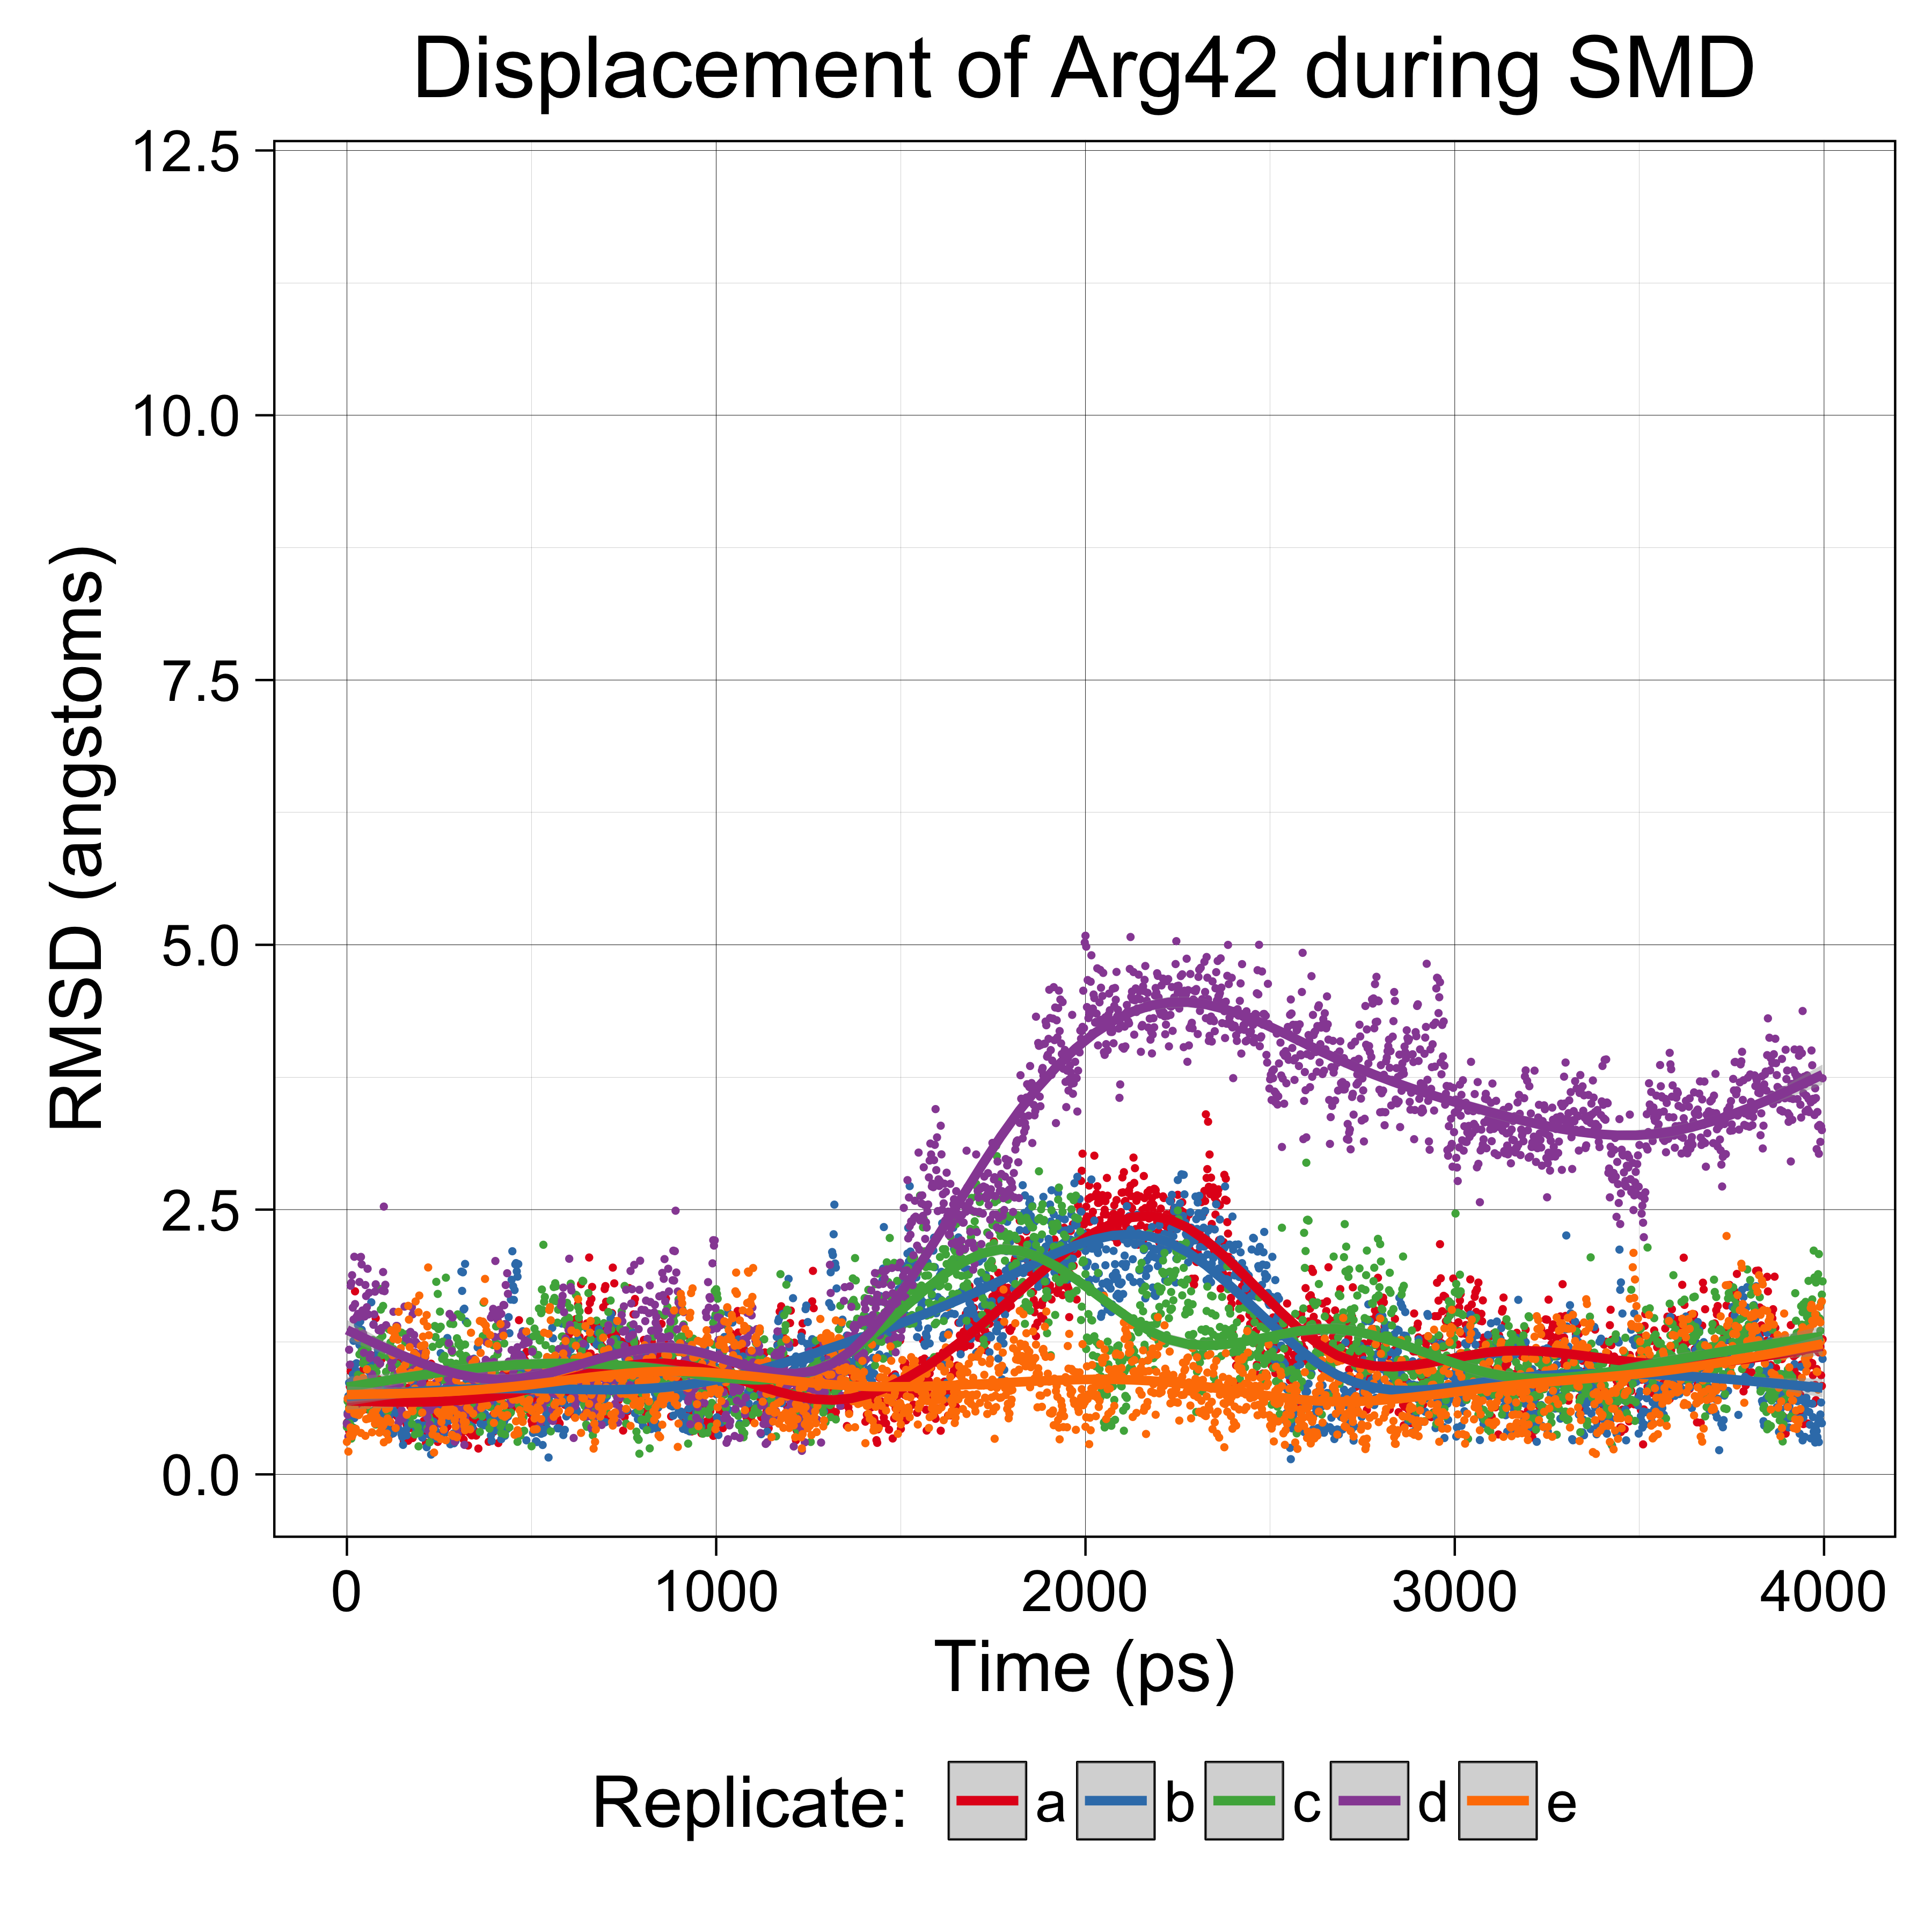 Displacement of Arg42 during SMD
12.5
10.0
7.5
5.0
2.5
0.0
RMSD (angstoms)
0 1000 2000 3000 4000
Time (ps)
Replicate: a b c d e